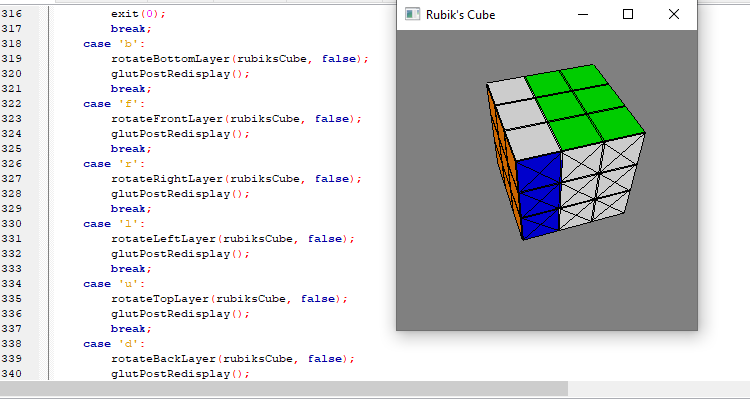 316 exit(0);
317 break;
318 case 'b':
319 rotateBottomLayer(rubiksCube, false);
320 glutPostRedisplay();
321 break;
322 case 'f':
323 rotateFrontLayer(rubiksCube, false);
324 glutPostRedisplay();
325 break;
326 case 'r':
327 rotateRightLayer(rubiksCube, false);
328 glutPostRedisplay();
329 break;
330 case 'l':
331 rotateLeftLayer(rubiksCube, false);
332 glutPostRedisplay();
333 break;
334 case 'u':
335 rotateTopLayer(rubiksCube, false);
336 glutPostRedisplay();
337 break;
338 case 'd':
339 rotateBackLayer(rubiksCube, false);
340 glutPostRedisplay();
Rubik's Cube